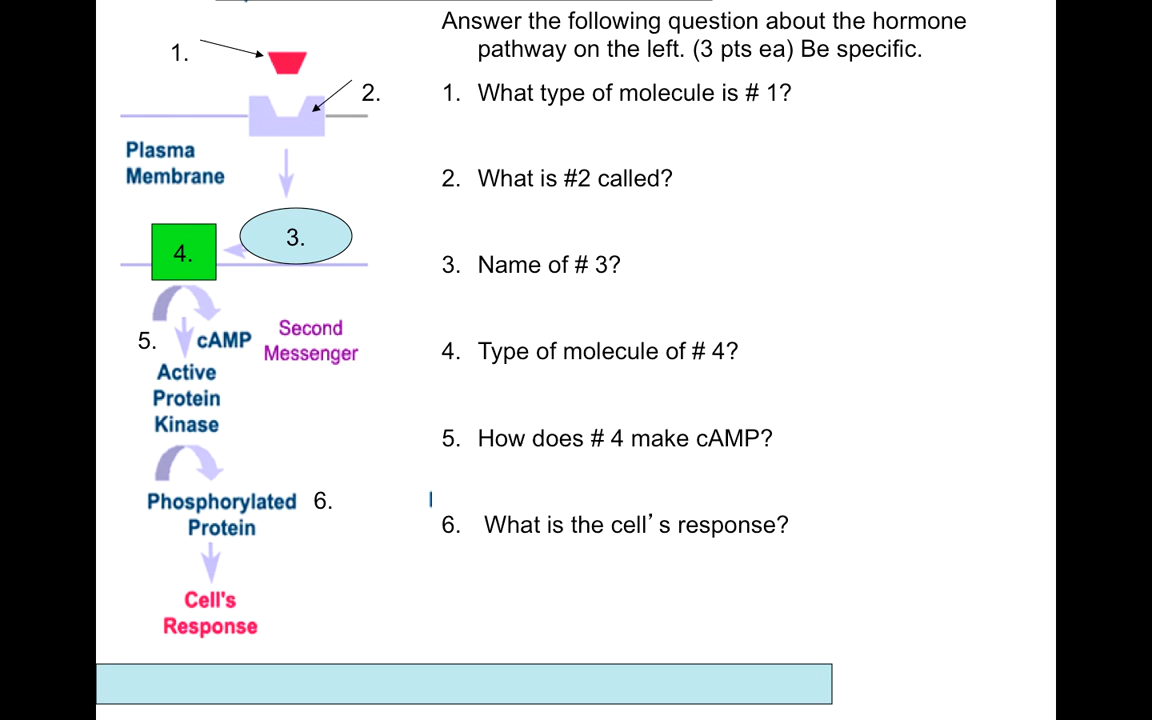 Answer the following question about the hormone
pathway on the left. (3 pts ea) Be specific.
1. What type of molecule is # 1?
2. What is #2 called?
3. Name of # 3?
4. Type of molecule of # 4?
5. How does # 4 make cAMP?
6. What is the cell’s response?
1.
2.
Plasma
Membrane
3.
4.
5.
cAMP
Second
Messenger
Active
Protein
Kinase
Phosphorylated
Protein
6.
Cell's
Response